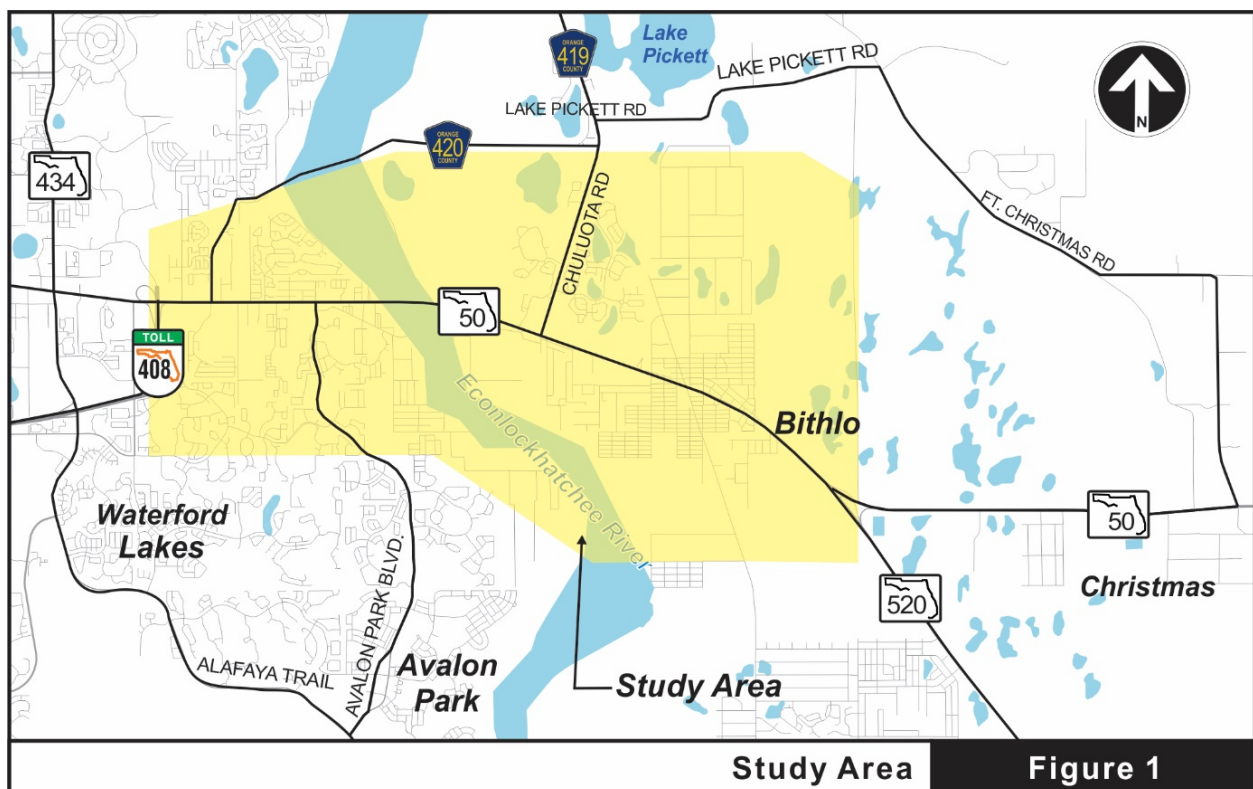 Lake
Pickett
ORANGE
419
COUNTY
LAKE PICKETT RD
LAKE PICKETT RD
N
ORANGE
420
COUNTY
434
CHULUOTA RD
FT. CHRISTMAS RD
50
TOLL
408
Econlockhatchee River
Bithlo
Waterford
Lakes
50
AVALON PARK BLVD.
520
Christmas
ALAFAYA TRAIL
Avalon
Park
Study Area
Study Area
Figure 1